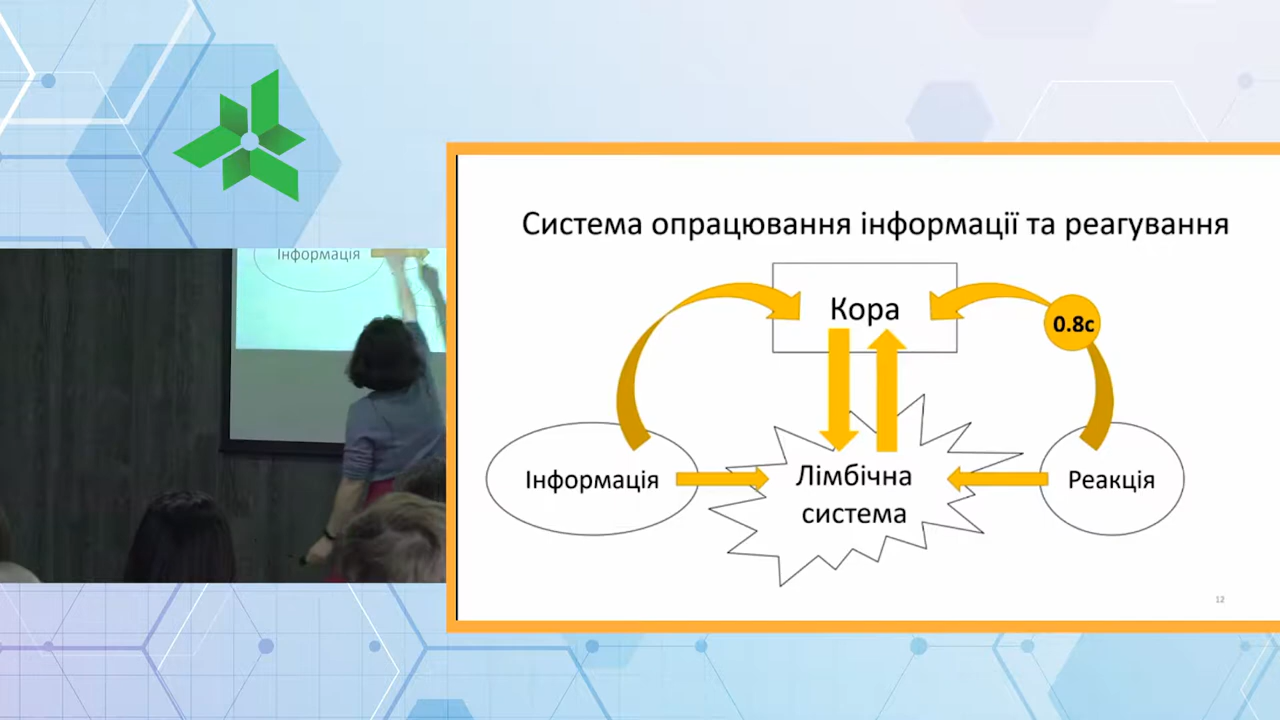 Система опрацювання інформації та реагування
Кора
0.8с
Інформація
Лімбічна
система
Реакція
12
Інформація